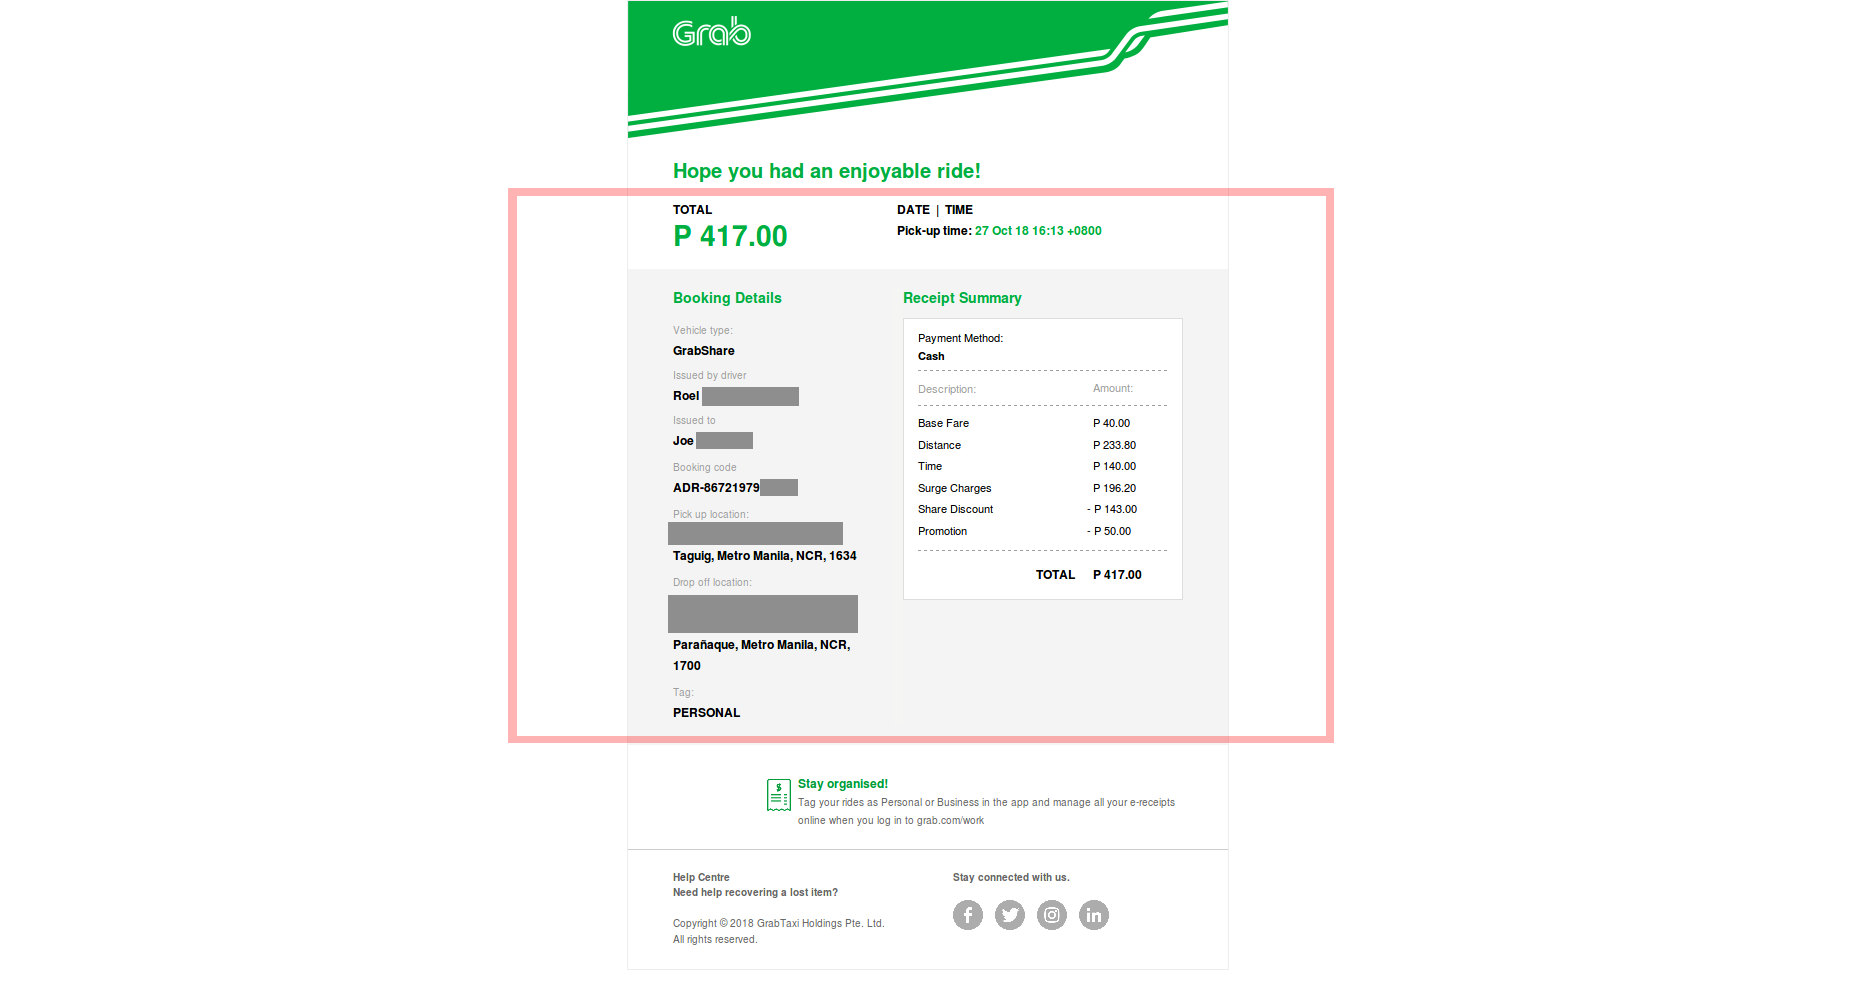 Grab
Hope you had an enjoyable ride!
TOTAL
P 417.00
DATE | TIME
Pick-up time: 27 Oct 18 16:13 +0800
Booking Details
Vehicle type:
GrabShare
Issued by driver
Roel
Issued to
Joe
Booking code
ADR-86721979
Pick up location:
Taguig, Metro Manila, NCR, 1634
Drop off location:
Parañaque, Metro Manila, NCR,
1700
Tag:
PERSONAL
Receipt Summary
Payment Method:
Cash
Description: Amount:
Base Fare P 40.00
Distance P 233.80
Time P 140.00
Surge Charges P 196.20
Share Discount - P 143.00
Promotion - P 50.00
TOTAL P 417.00
Stay organised!
Tag your rides as Personal or Business in the app and manage all your e-receipts
online when you log in to grab.com/work
Help Centre
Need help recovering a lost item?
Copyright © 2018 GrabTaxi Holdings Pte. Ltd.
All rights reserved.
Stay connected with us.